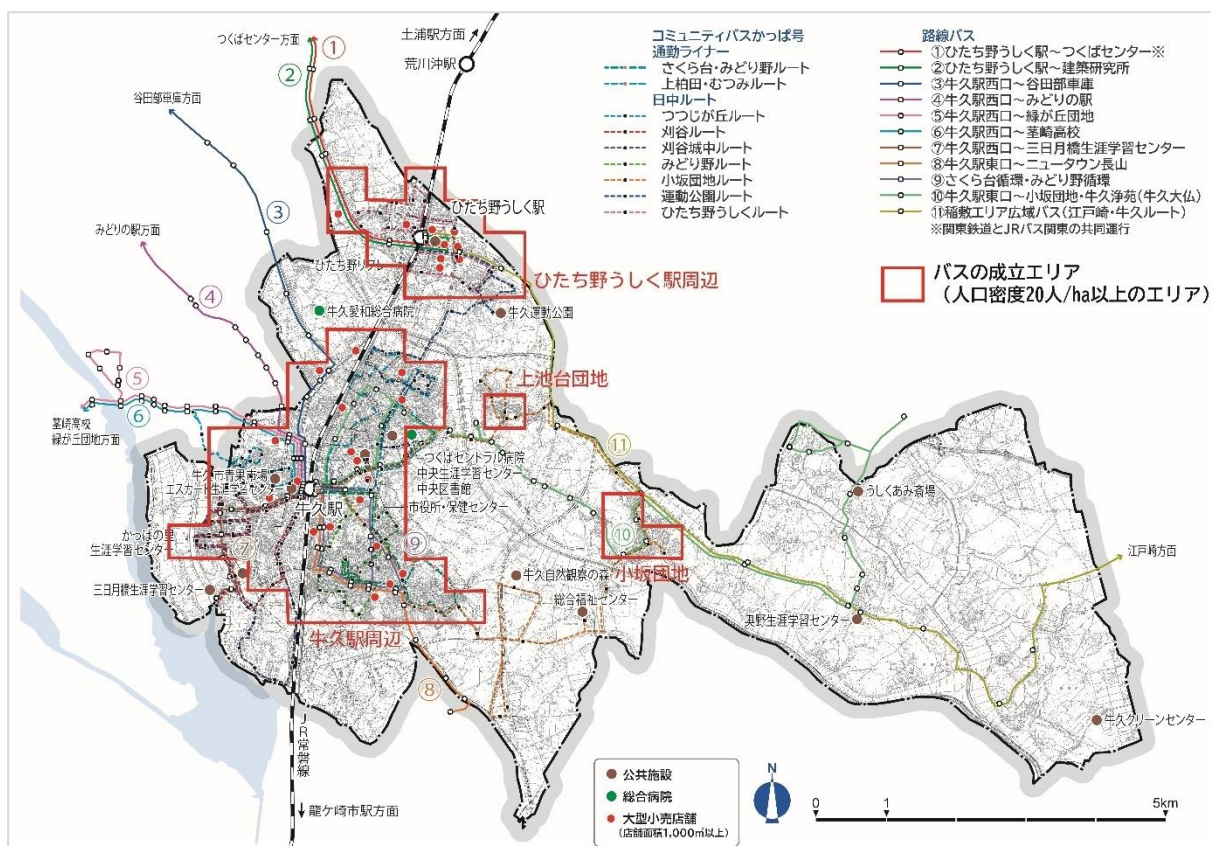 つくばセンター方面
①
②
土浦駅方面
荒川沖駅
谷田部車庫方面
③
みどりの駅方面
④
⑤
⑥
茎崎高校
緑が丘団地方面
ひたち野うしく駅
ひたち野リフレ
ひたち野うしく駅周辺
牛久愛和総合病院
牛久運動公園
上池台団地
⑪
つくばセントラル病院
中央生涯学習センター
中央図書館
牛久市青果市場
エスカード生涯学習センター
牛久駅
市役所・保健センター
かっぱの里
生涯学習センター
⑦
⑨
⑩
小坂団地
三日月橋生涯学習センター
牛久駅周辺
牛久自然観察の森
総合福祉センター
⑧
うしくあみ斎場
江戸崎方面
奥野生涯学習センター
牛久クリーンセンター
JR常磐線
龍ケ崎市駅方面
コミュニティバスかっぱ号
通勤ライナー
さくら台・みどり野ルート
上柏田・むつみルート
日中ルート
つつじが丘ルート
刈谷ルート
刈谷城中ルート
みどり野ルート
小坂団地ルート
運動公園ルート
ひたち野うしくルート
路線バス
①ひたち野うしく駅~つくばセンター※
②ひたち野うしく駅~建築研究所
③牛久駅西口~谷田部車庫
④牛久駅西口~みどりの駅
⑤牛久駅西口~緑が丘団地
⑥牛久駅西口~茎崎高校
⑦牛久駅西口~三日月橋生涯学習センター
⑧牛久駅東口~ニュータウン長山
⑨さくら台循環・みどり野循環
⑩牛久駅東口~小坂団地・牛久浄苑(牛久大仏)
⑪稲敷エリア広域バス(江戸崎・牛久ルート)
※関東鉄道とJRバス関東の共同運行
バスの成立エリア
(人口密度20人/ha以上のエリア)
公共施設
総合病院
大型小売店舗
(店舗面積1,000㎡以上)
N
0 1 5km